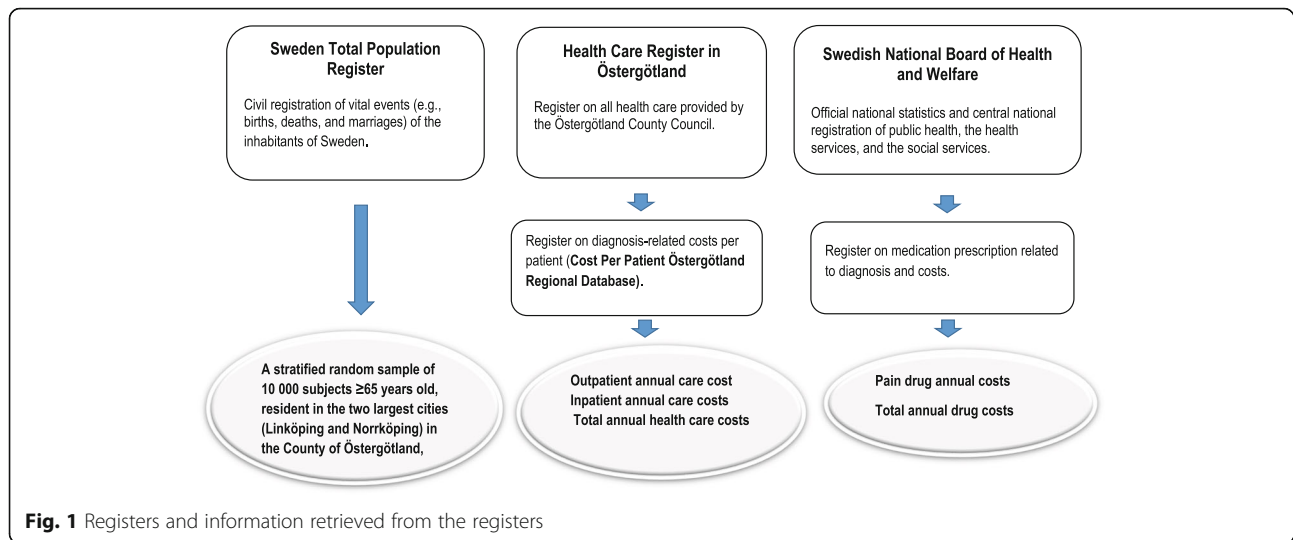 Sweden Total Population
Register
Civil registration of vital events (e.g.,
births, deaths, and marriages) of the
inhabitants of Sweden.
Health Care Register in
Östergötland
Register on all health care provided by
the Östergötland County Council.
Swedish National Board of Health
and Welfare
Official national statistics and central national
registration of public health, the health
services, and the social services.
Register on diagnosis-related costs per
patient (Cost Per Patient Östergötland
Regional Database).
Register on medication prescription related
to diagnosis and costs.
A stratified random sample of
10 000 subjects ≥65 years old,
resident in the two largest cities
(Linköping and Norrköping) in
the County of Östergötland,
Outpatient annual care cost
Inpatient annual care costs
Total annual health care costs
Pain drug annual costs
Total annual drug costs
Fig. 1 Registers and information retrieved from the registers